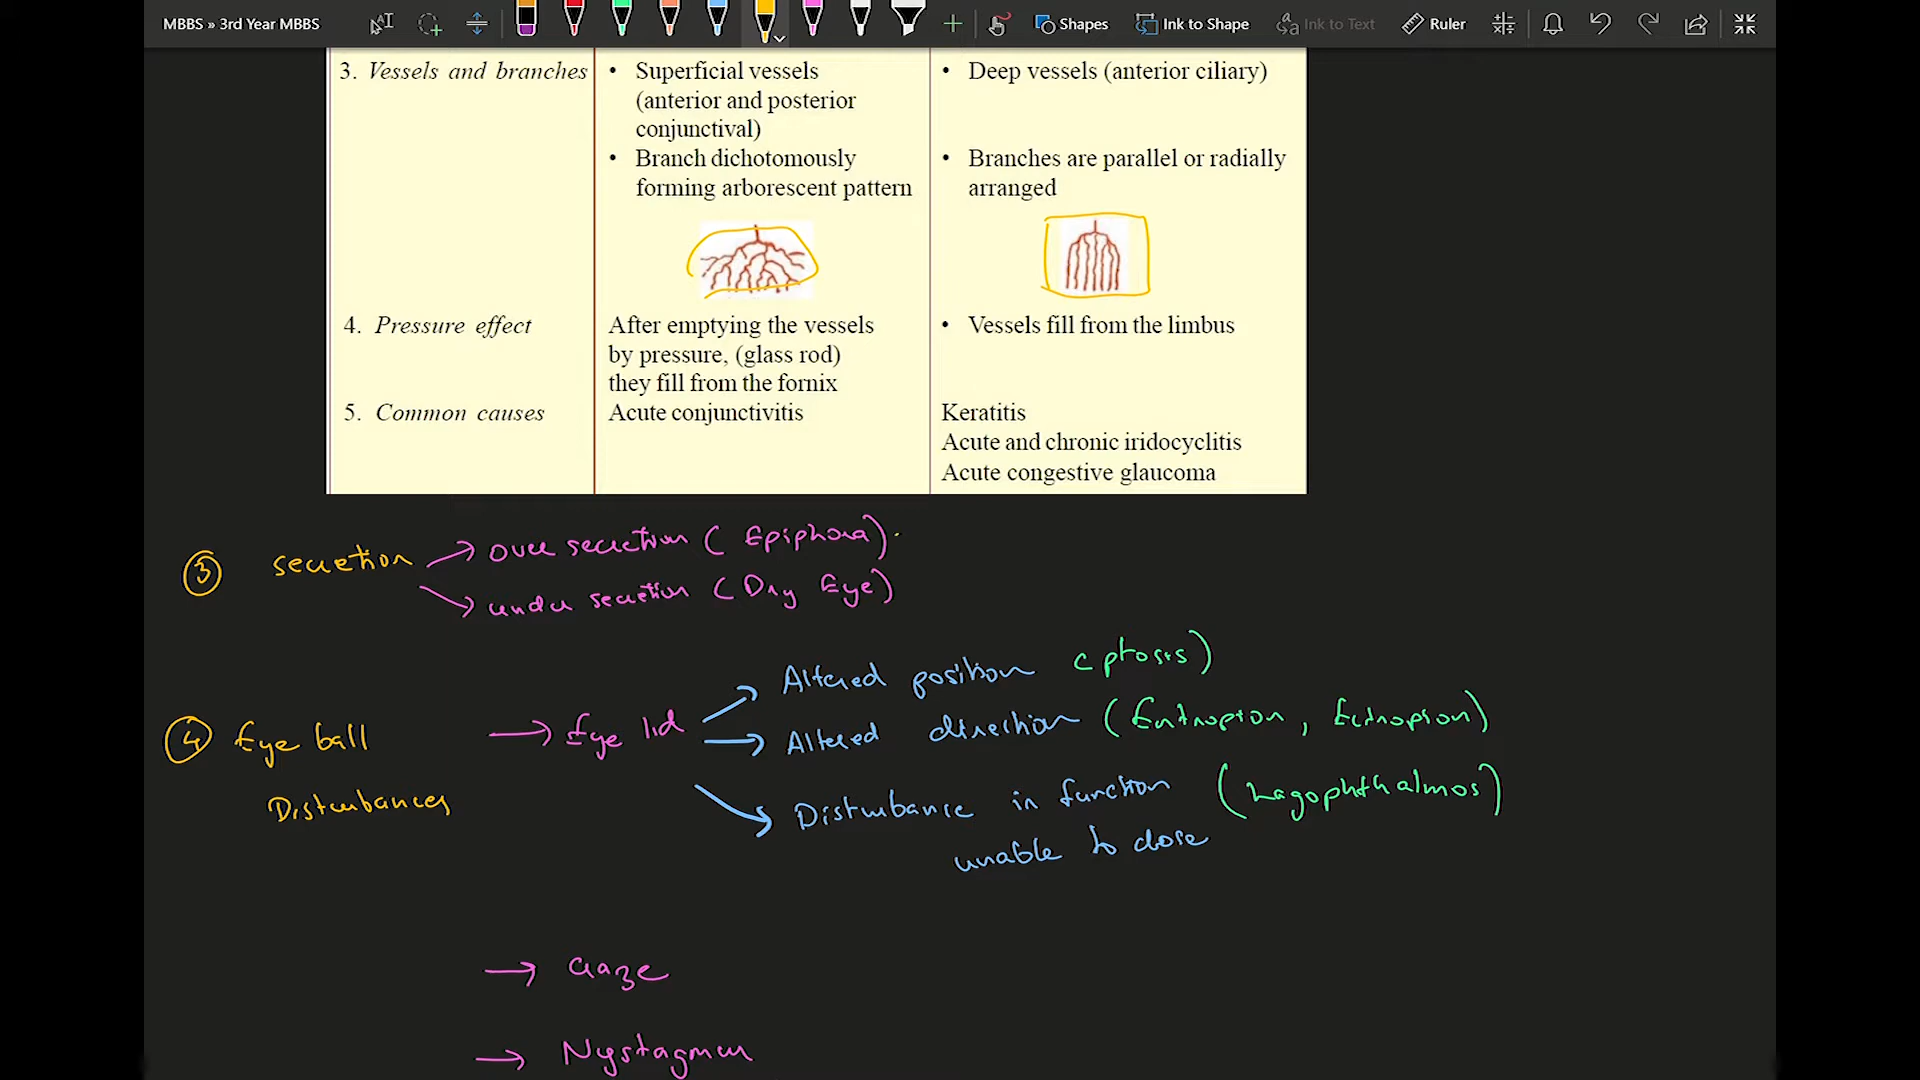 MBBS » 3rd Year MBBS
Shapes
Ink to Shape
Ink to Text
Ruler
3. Vessels and branches
• Superficial vessels
(anterior and posterior
conjunctival)
• Branch dichotomously
forming arborescent pattern
• Deep vessels (anterior ciliary)
• Branches are parallel or radially
arranged
4. Pressure effect
After emptying the vessels
by pressure, (glass rod)
they fill from the fornix
• Vessels fill from the limbus
5. Common causes
Acute conjunctivitis
Keratitis
Acute and chronic iridocyclitis
Acute congestive glaucoma
③ secretion
→ over secretion (Epiphora).
→ under secretion (Dry Eye)
④ Eye ball
Disturbances
→ Eye lid
→ Altered position (ptosis)
→ Altered direction (Entropion, Ectropion)
→ Disturbance in function (Lagophthalmos)
unable to close
→ Gaze
→ Nystagmus